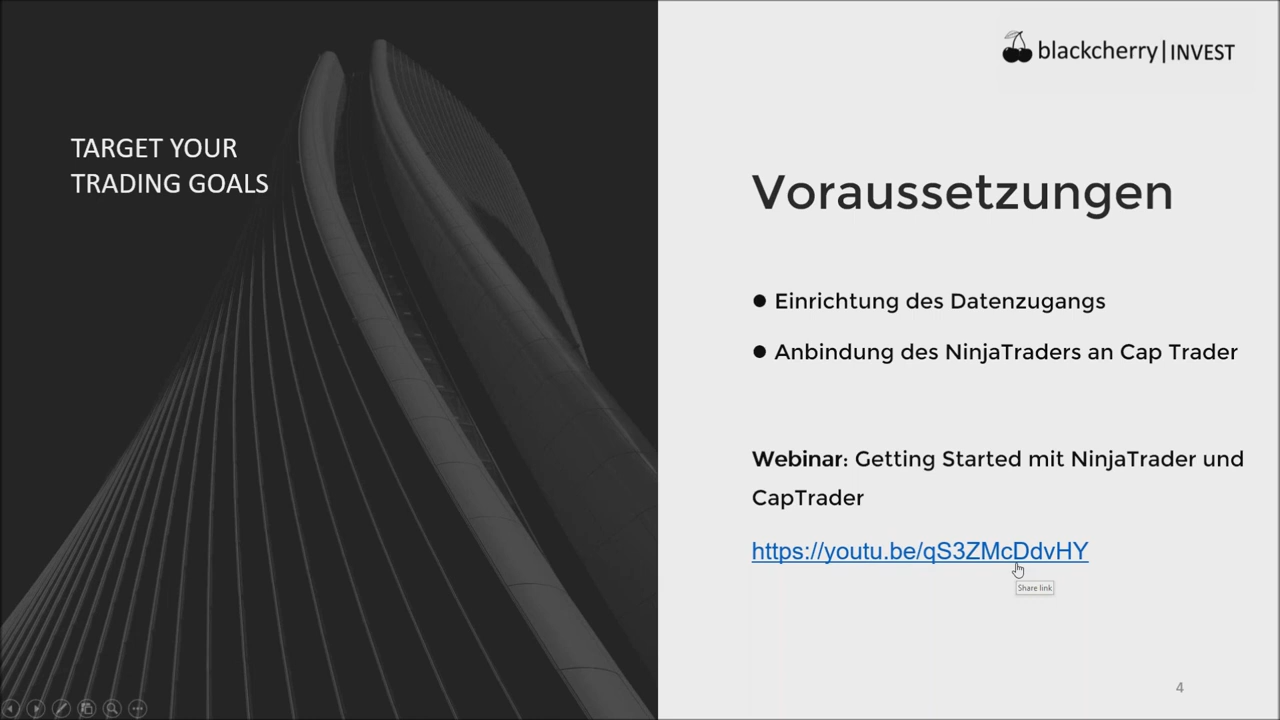 TARGET YOUR
TRADING GOALS
blackcherry|INVEST
Voraussetzungen
● Einrichtung des Datenzugangs
● Anbindung des NinjaTraders an Cap Trader
Webinar: Getting Started mit NinjaTrader und
CapTrader
https://youtu.be/qS3ZMcDdvHY
Share link
4